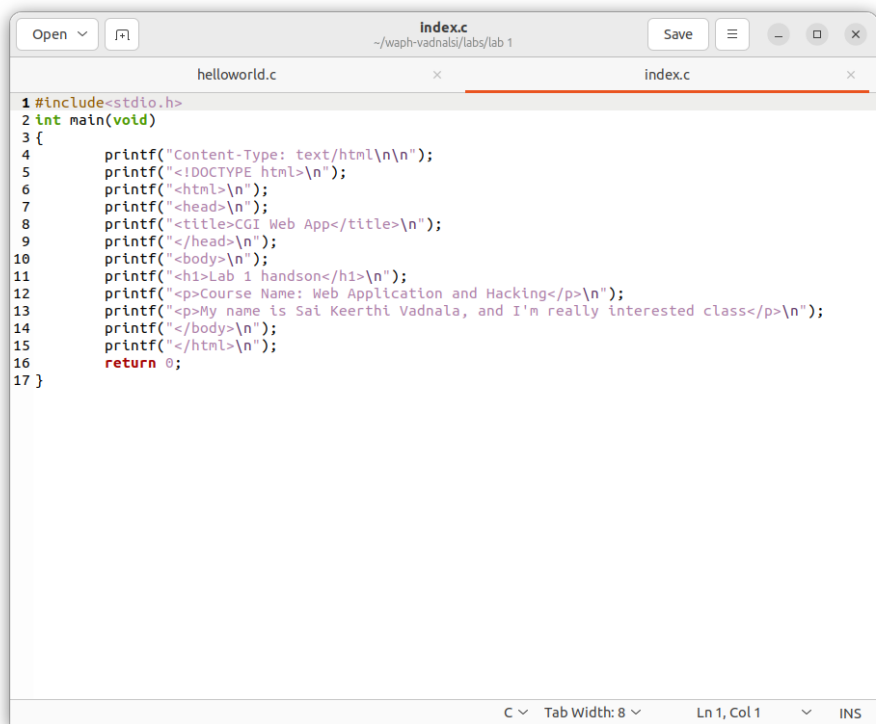 Open
index.c
~/waph-vadnalsi/labs/lab 1
Save
helloworld.c
index.c
1 #include<stdio.h>
2 int main(void)
3 {
4         printf("Content-Type: text/html\n\n");
5         printf("<!DOCTYPE html>\n");
6         printf("<html>\n");
7         printf("<head>\n");
8         printf("<title>CGI Web App</title>\n");
9         printf("</head>\n");
10         printf("<body>\n");
11         printf("<h1>Lab 1 handson</h1>\n");
12         printf("<p>Course Name: Web Application and Hacking</p>\n");
13         printf("<p>My name is Sai Keerthi Vadnala, and I'm really interested class</p>\n");
14         printf("</body>\n");
15         printf("</html>\n");
16         return 0;
17 }
C Tab Width: 8 Ln 1, Col 1 INS